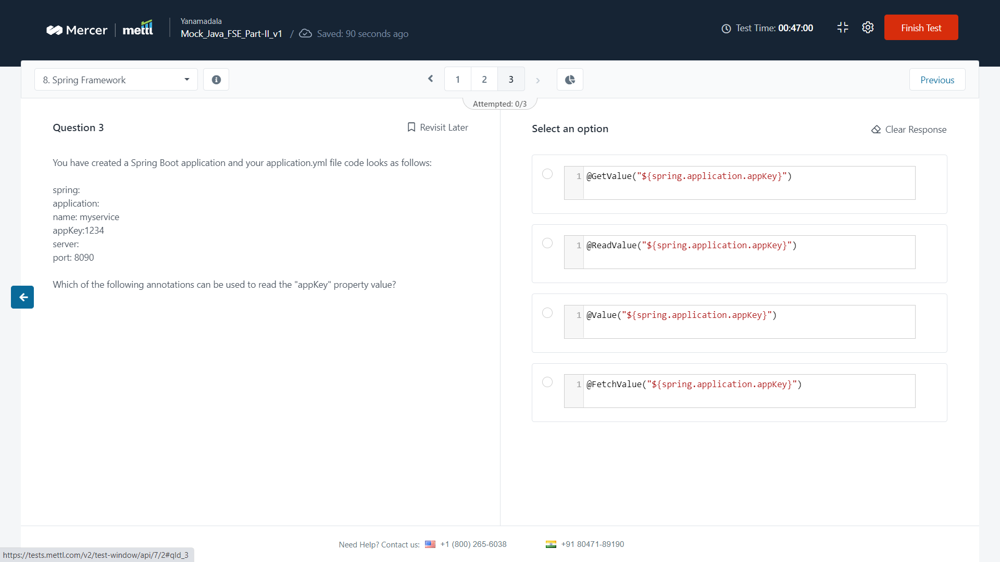 Mercer
mettl
Yanamadala
Mock_Java_FSE_Part-II_v1 / Saved: 90 seconds ago
Test Time: 00:47:00
Finish Test
8. Spring Framework
1 2 3
Previous
Attempted: 0/3
Question 3
Revisit Later
You have created a Spring Boot application and your application.yml file code looks as follows:
spring:
application:
name: myservice
appKey:1234
server:
port: 8090
Which of the following annotations can be used to read the "appKey" property value?
Select an option
Clear Response
1 @GetValue("${spring.application.appKey}")
1 @ReadValue("${spring.application.appKey}")
1 @Value("${spring.application.appKey}")
1 @FetchValue("${spring.application.appKey}")
Need Help? Contact us: +1 (800) 265-6038 +91 80471-89190
https://tests.mettl.com/v2/test-window/api/7/2#qId_3